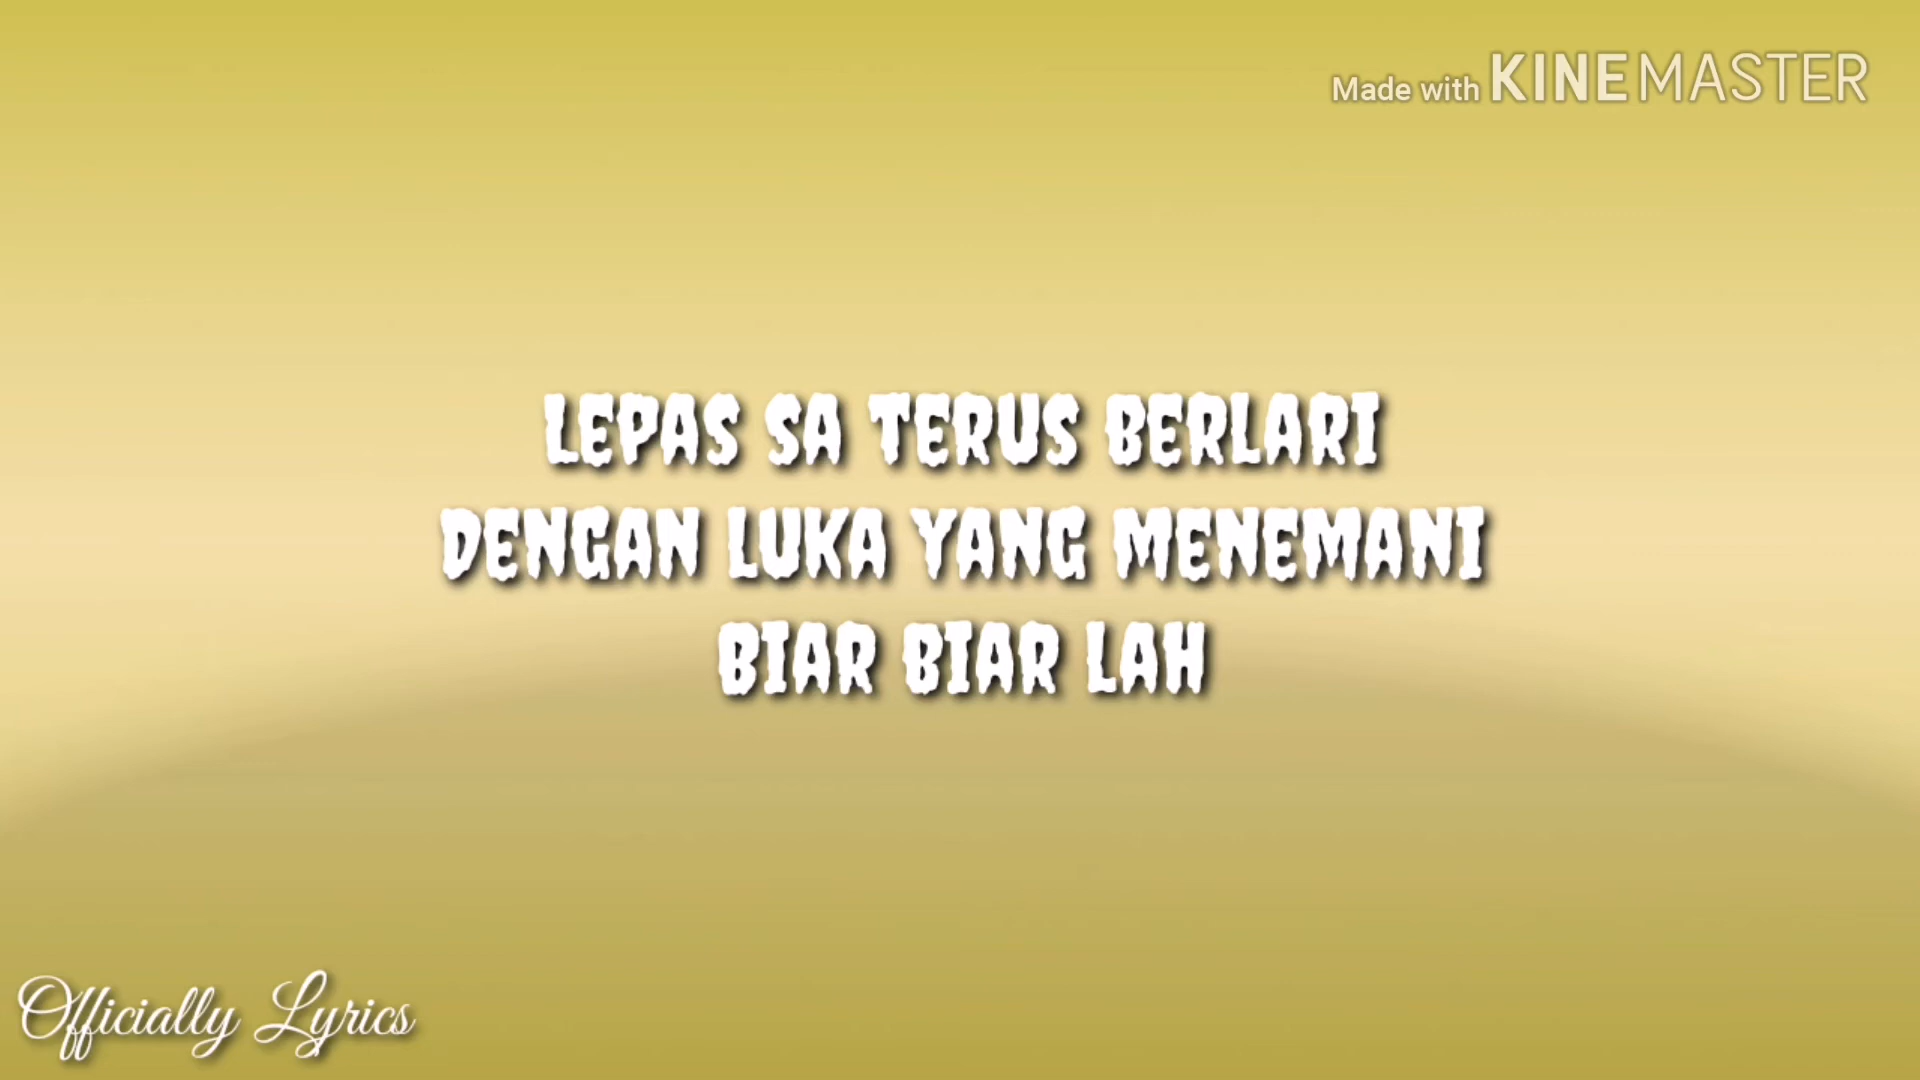 Made with KINEMASTER
LEPAS SA TERUS BERLARI
DENGAN LUKA YANG MENEMANI
BIAR BIAR LAH
Officially Lyrics